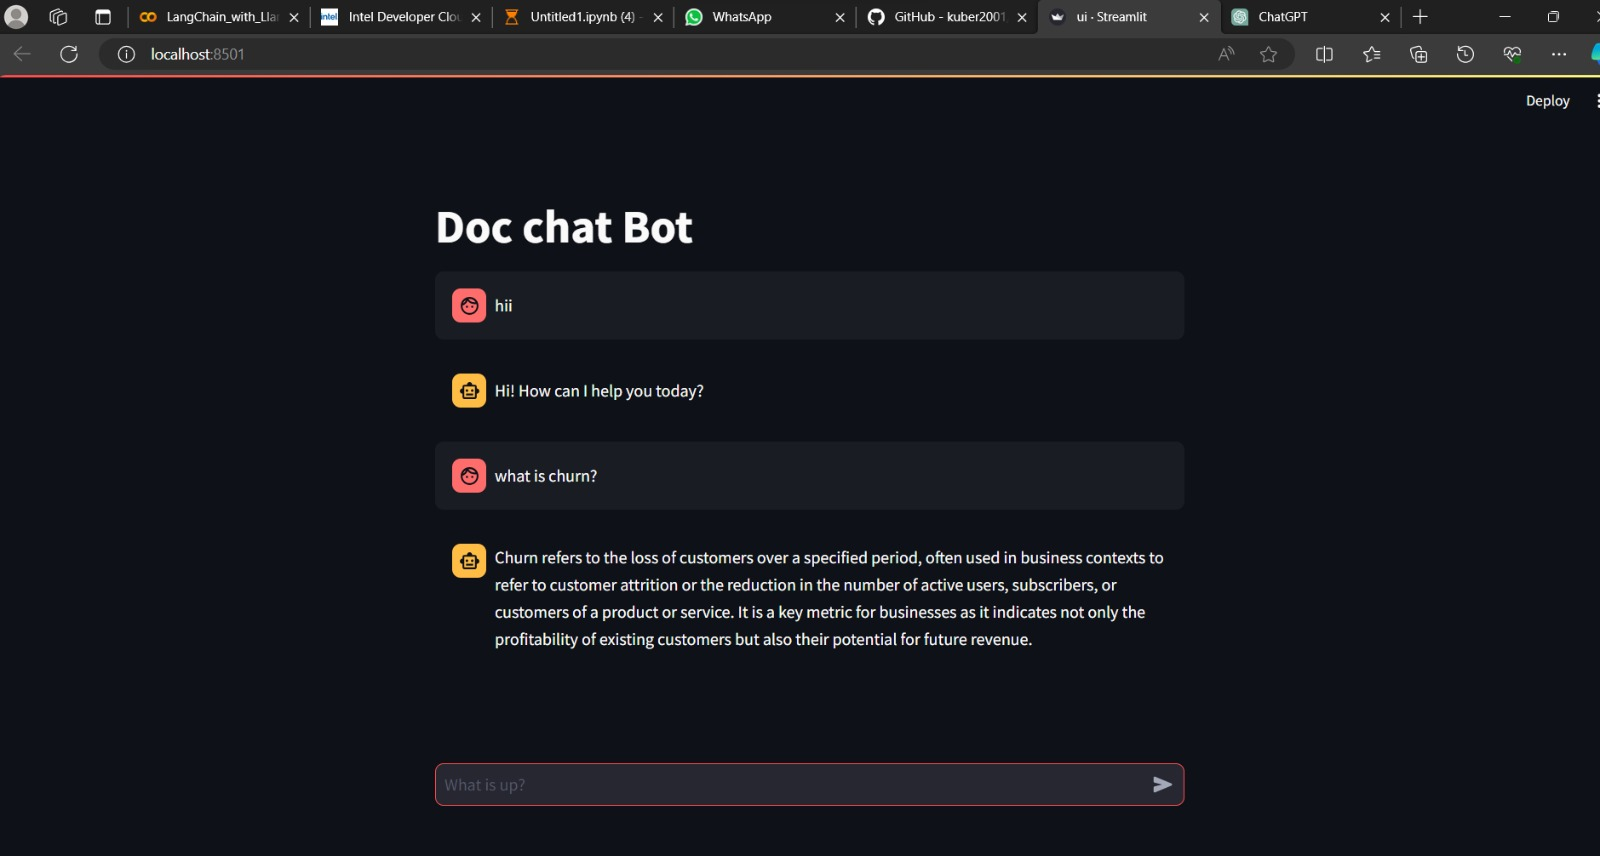 LangChain_with_Lla
intel Intel Developer Clou
Untitled1.ipynb (4) -
WhatsApp
GitHub - kuber2001
ui · Streamlit
ChatGPT
localhost:8501
Deploy
Doc chat Bot
hii
Hi! How can I help you today?
what is churn?
Churn refers to the loss of customers over a specified period, often used in business contexts to
refer to customer attrition or the reduction in the number of active users, subscribers, or
customers of a product or service. It is a key metric for businesses as it indicates not only the
profitability of existing customers but also their potential for future revenue.
What is up?